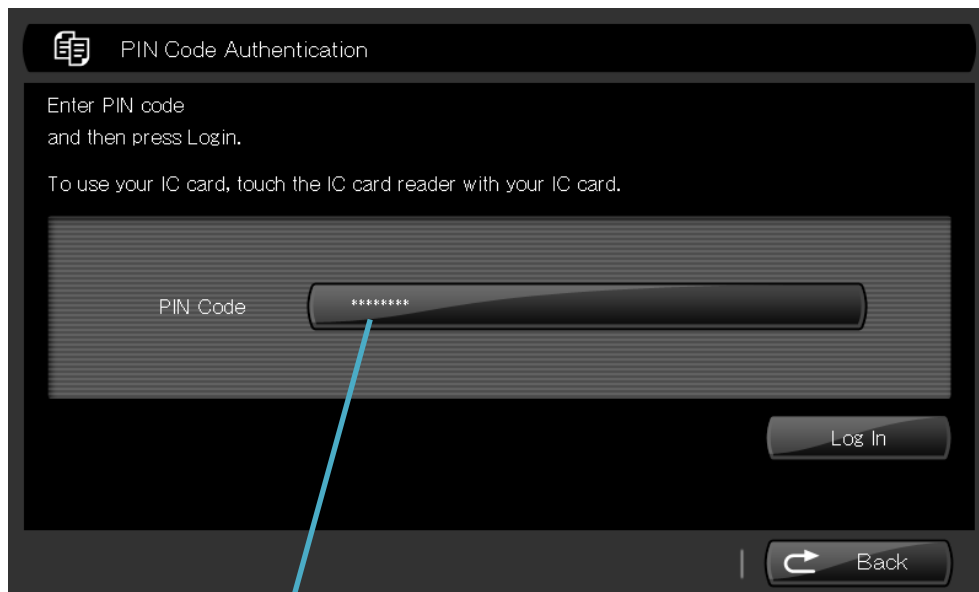 PIN Code Authentication
Enter PIN code
and then press Login.
To use your IC card, touch the IC card reader with your IC card.
PIN Code
********
Log In
Back